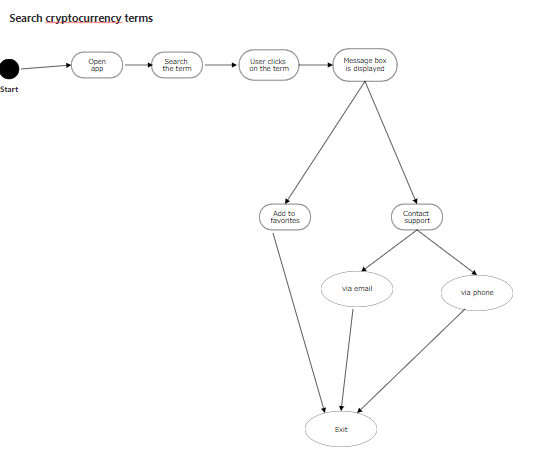 Search cryptocurrency terms
Start
Open
app
Search
the term
User clicks
on the term
Message box
is displayed
Add to
favorites
Contact
support
via email
via phone
Exit